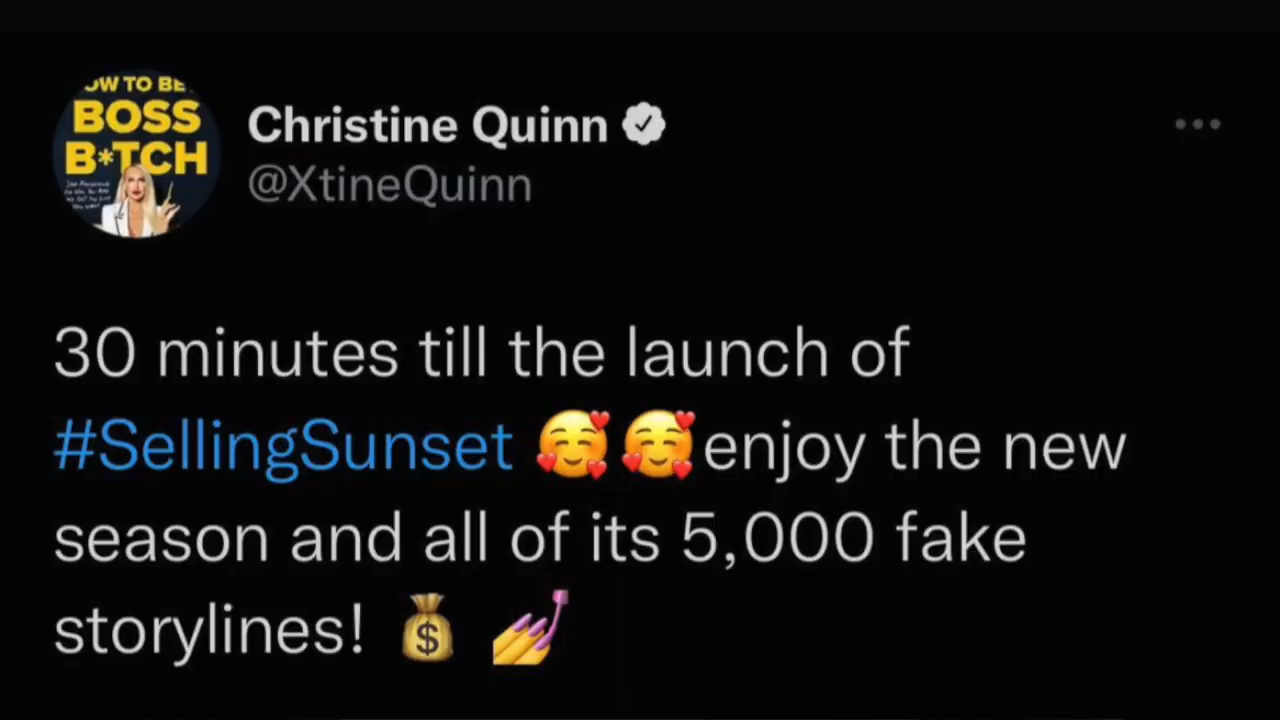 OW TO BE
BOSS
B*TCH
Christine Quinn
@XtineQuinn
30 minutes till the launch of
#SellingSunset 🥰 🥰 enjoy the new
season and all of its 5,000 fake
storylines! 💰 💅